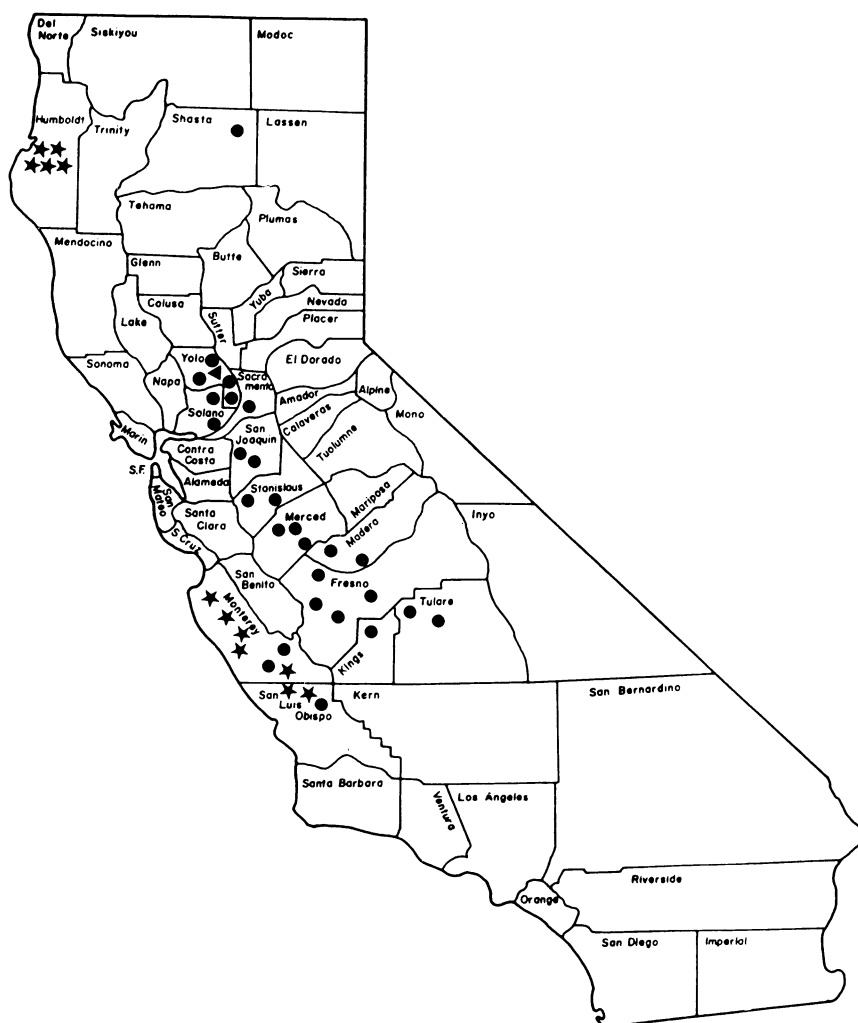 Del
Norte
Siskiyou
Modoc
Humboldt
Trinity
Shasta
Lassen
Tehama
Plumas
Mendocino
Glenn
Butte
Sierra
Colusa
Yuba
Nevada
Lake
Sutter
Placer
Sonoma
Yolo
El Dorado
Napa
Sacra
mento
Amador
Alpine
Solano
Calaveras
Mono
Marin
San
Joaquin
Tuolumne
Contra
Costa
S.F.
Alameda
San
Mateo
Stanislaus
Mariposa
Santa
Clara
Merced
Madera
Inyo
S.Cruz
San
Benito
Fresno
Monterey
Tulare
Kings
San
Luis
Obispo
Kern
San Bernardino
Santa Barbara
Ventura
Los Ángeles
Riverside
Orange
San Diego
Imperial